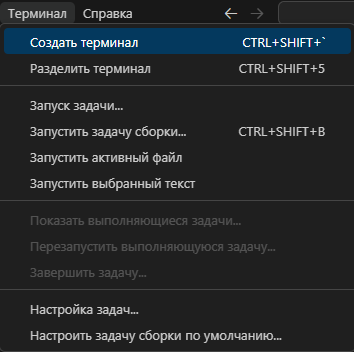 Терминал Справка
Создать терминал CTRL+SHIFT+`
Разделить терминал CTRL+SHIFT+5
Запуск задачи...
Запустить задачу сборки... CTRL+SHIFT+B
Запустить активный файл
Запустить выбранный текст
Показать выполняющиеся задачи...
Перезапустить выполняющуюся задачу...
Завершить задачу...
Настройка задач...
Настроить задачу сборки по умолчанию...